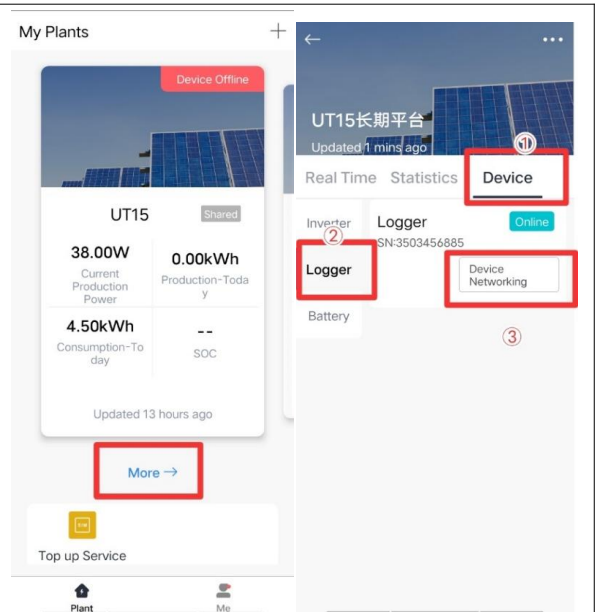 My Plants
+
Device Offline
UT15
Shared
38.00W
0.00kWh
Current
Production
Power
Production-Toda
y
4.50kWh
--
Consumption-To
day
SOC
Updated 13 hours ago
More →
Top up Service
Plant
Me
←
...
UT15长期平台
Updated 1 mins ago
①
Real Time Statistics Device
Inverter
②
Logger
Battery
Logger
Online
SN:3503456885
Device
Networking
③